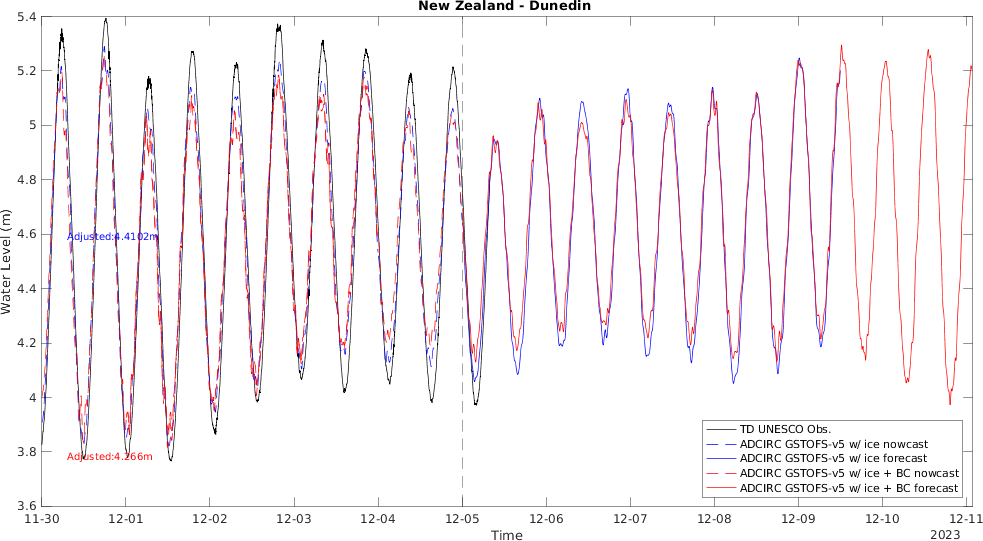 New Zealand - Dunedin
Water Level (m)
5.4
5.2
5
4.8
4.6
4.4
4.2
4
3.8
3.6
Adjusted:4.4102m
Adjusted:4.266m
TD UNESCO Obs.
ADCIRC GSTOFS-v5 w/ ice nowcast
ADCIRC GSTOFS-v5 w/ ice forecast
ADCIRC GSTOFS-v5 w/ ice + BC nowcast
ADCIRC GSTOFS-v5 w/ ice + BC forecast
11-30 12-01 12-02 12-03 12-04 12-05 12-06 12-07 12-08 12-09 12-10 12-11
Time
2023